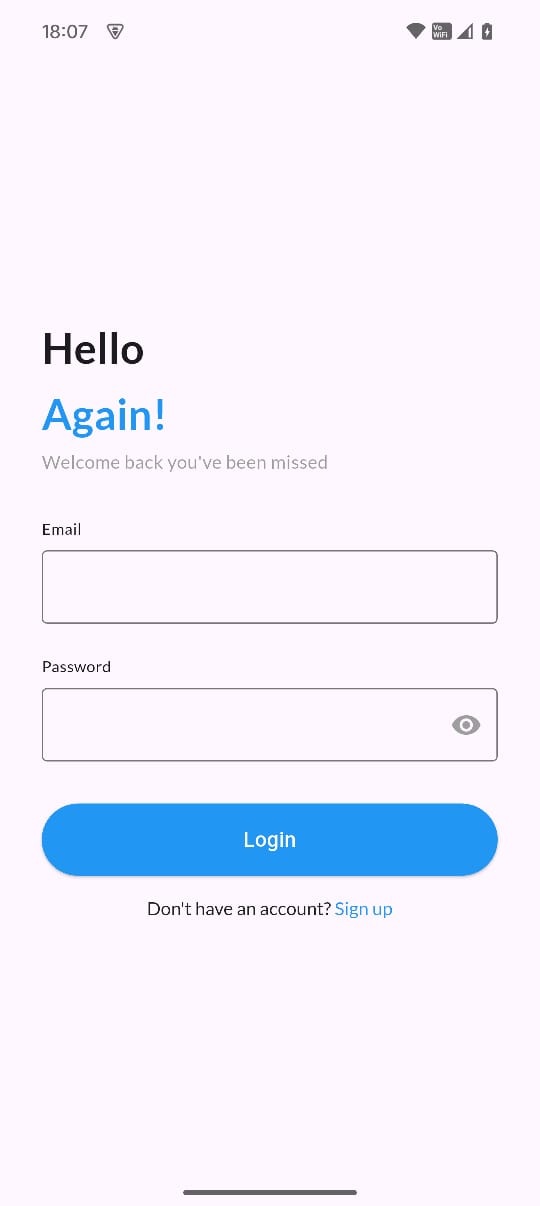 18:07
Vo
WiFi
Hello
Again!
Welcome back you've been missed
Email
Password
Login
Don't have an account? Sign up